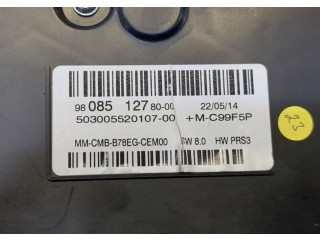 98 085 127 80-00 22/05/14
503005520107-00 +M-C99F5P
MM-CMB-B78EG-CEM00 SW 8.0 HW PRS3
23